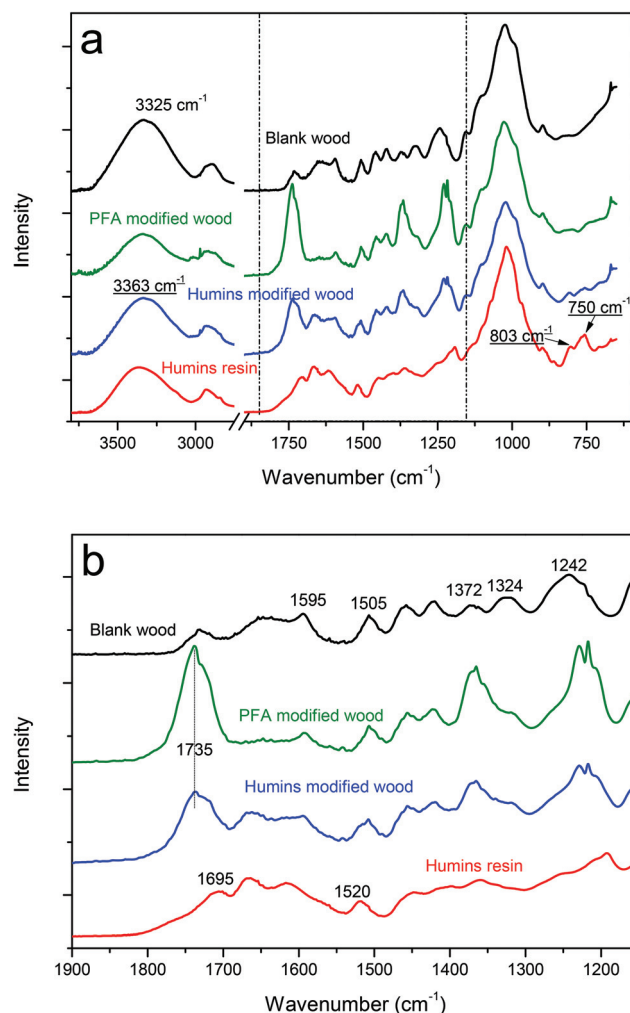 a
3325 cm⁻¹
Blank wood
PFA modified wood
3363 cm⁻¹
Humins modified wood
750 cm⁻¹
803 cm⁻¹
Humins resin
Intensity
3500 3000 1750 1500 1250 1000 750
Wavenumber (cm⁻¹)
b
1242
1595 1505 1372 1324
Blank wood
PFA modified wood
1735
Humins modified wood
Humins resin
1695 1520
Intensity
1900 1800 1700 1600 1500 1400 1300 1200
Wavenumber (cm⁻¹)